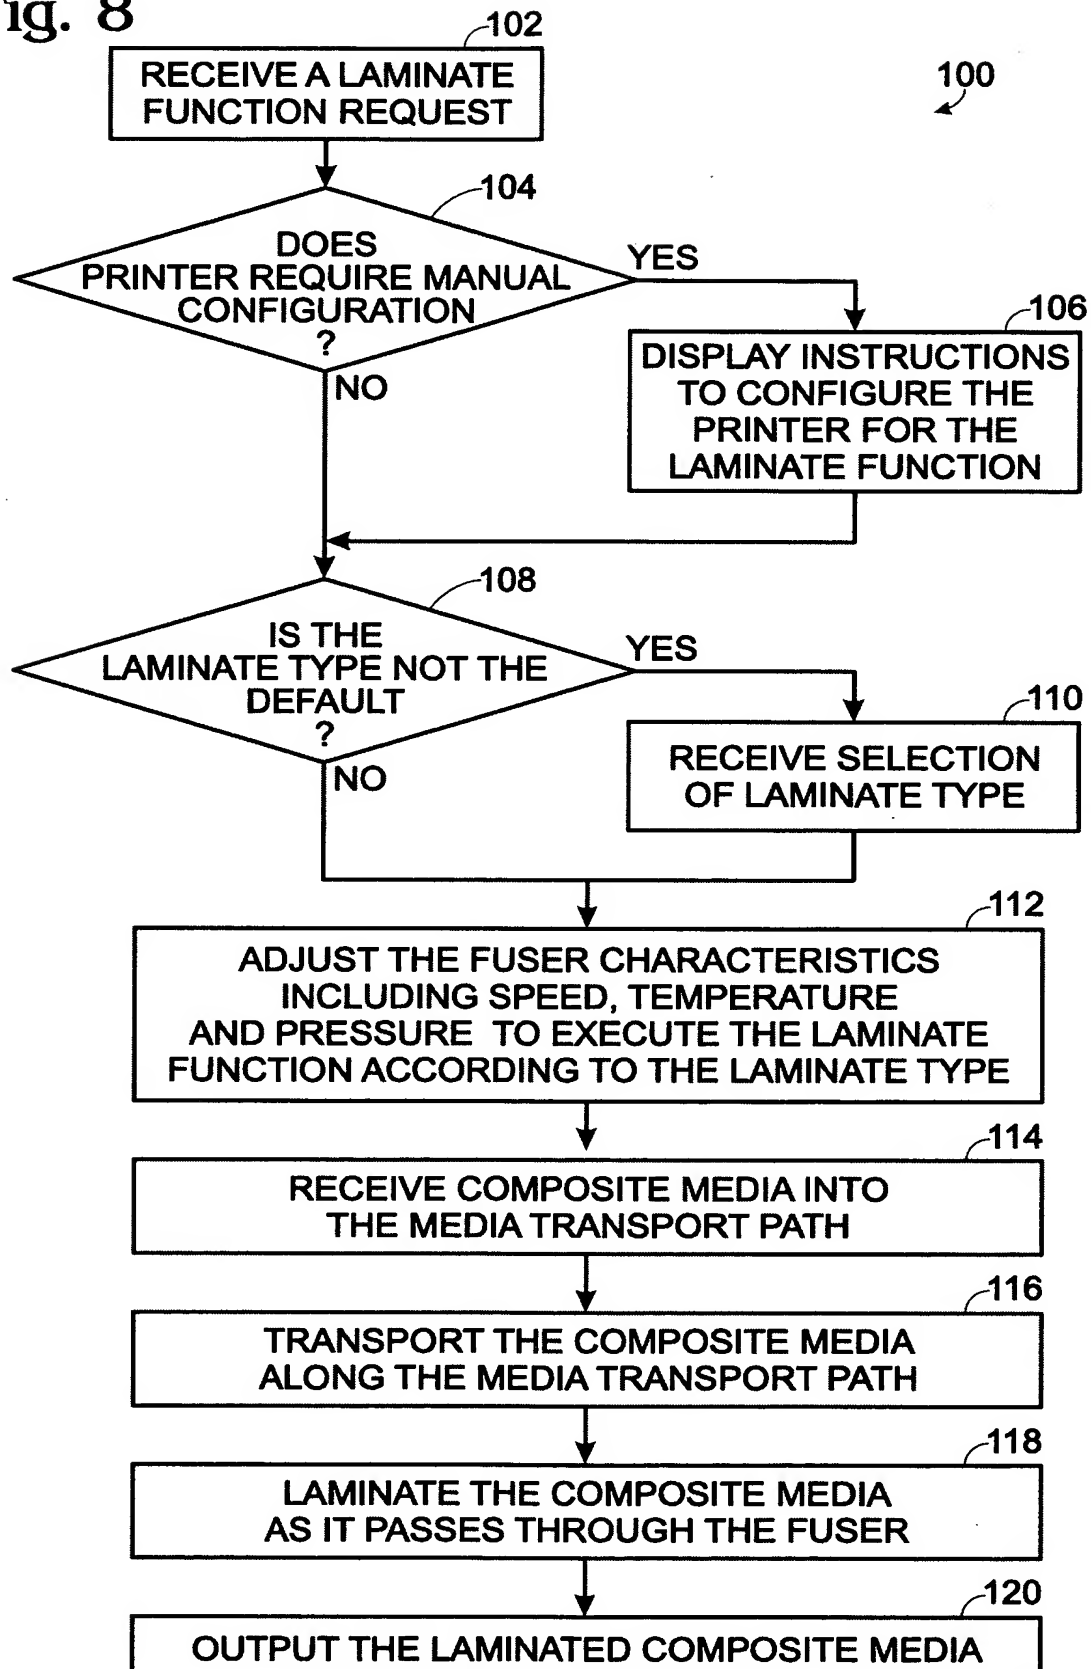 ig. 8
102
RECEIVE A LAMINATE
FUNCTION REQUEST
100
104
DOES
PRINTER REQUIRE MANUAL
CONFIGURATION
?
YES
NO
106
DISPLAY INSTRUCTIONS
TO CONFIGURE THE
PRINTER FOR THE
LAMINATE FUNCTION
108
IS THE
LAMINATE TYPE NOT THE
DEFAULT
?
YES
NO
110
RECEIVE SELECTION
OF LAMINATE TYPE
112
ADJUST THE FUSER CHARACTERISTICS
INCLUDING SPEED, TEMPERATURE
AND PRESSURE TO EXECUTE THE LAMINATE
FUNCTION ACCORDING TO THE LAMINATE TYPE
114
RECEIVE COMPOSITE MEDIA INTO
THE MEDIA TRANSPORT PATH
116
TRANSPORT THE COMPOSITE MEDIA
ALONG THE MEDIA TRANSPORT PATH
118
LAMINATE THE COMPOSITE MEDIA
AS IT PASSES THROUGH THE FUSER
120
OUTPUT THE LAMINATED COMPOSITE MEDIA